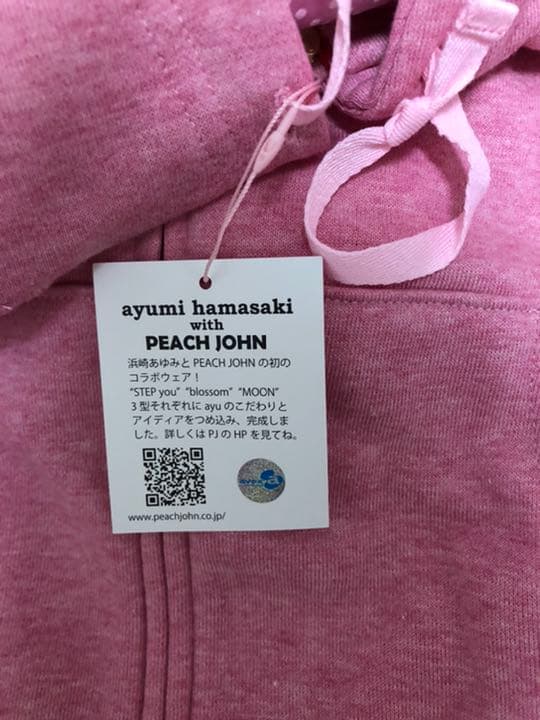 ayumi hamasaki
with
PEACH JOHN
浜崎あゆみと PEACH JOHN の初の
コラボウェア！
"STEP you" "blossom" "MOON"
3 型それぞれに ayu のこだわりと
アイディアをつめ込み、完成しま
した。詳しくは PJ の HP を見てね。
www.peachjohn.co.jp/